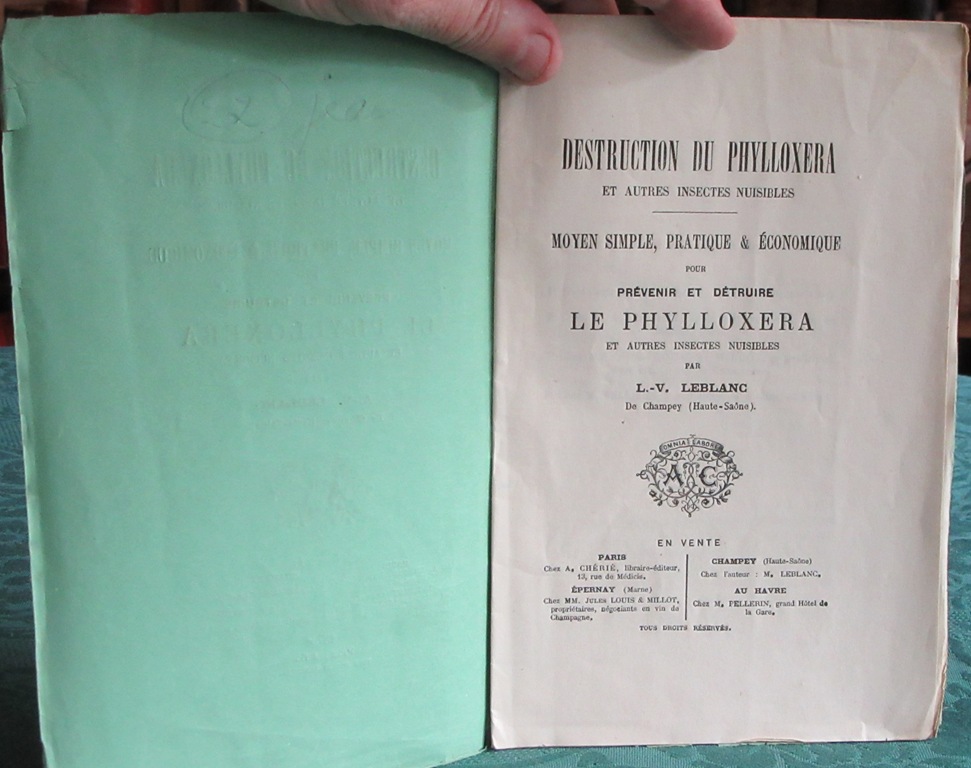 DESTRUCTION DU PHYLLOXERA
ET AUTRES INSECTES NUISIBLES
MOYEN SIMPLE, PRATIQUE & ÉCONOMIQUE
POUR
PRÉVENIR ET DÉTRUIRE
LE PHYLLOXERA
ET AUTRES INSECTES NUISIBLES
PAR
L.-V. LEBLANC
De Champey (Haute-Saône).
OMNIA LABORE
A C
EN VENTE
PARIS
Chez A. CHÉRIÉ, libraire-éditeur,
13, rue de Médicis.
ÉPERNAY (Marne)
Chez MM. JULES LOUIS & MILLOT,
propriétaires, négociants en vin de
Champagne.
CHAMPEY (Haute-Saône)
Chez l'auteur : M. LEBLANC.
AU HAVRE
Chez M. PELLERIN, grand Hôtel de
la Gare.
TOUS DROITS RÉSERVÉS.